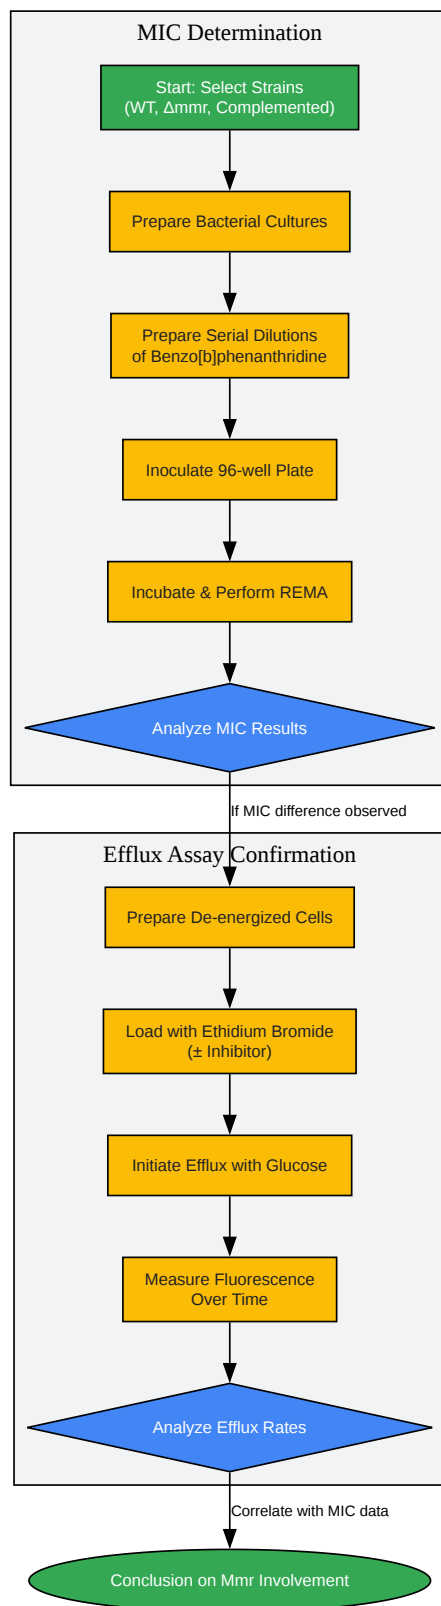 MIC Determination
Start: Select Strains
(WT, Δmmr, Complemented)
Prepare Bacterial Cultures
Prepare Serial Dilutions
of Benzo[b]phenanthridine
Inoculate 96-well Plate
Incubate & Perform REMA
Analyze MIC Results
If MIC difference observed
Efflux Assay Confirmation
Prepare De-energized Cells
Load with Ethidium Bromide
(± Inhibitor)
Initiate Efflux with Glucose
Measure Fluorescence
Over Time
Analyze Efflux Rates
Correlate with MIC data
Conclusion on Mmr Involvement